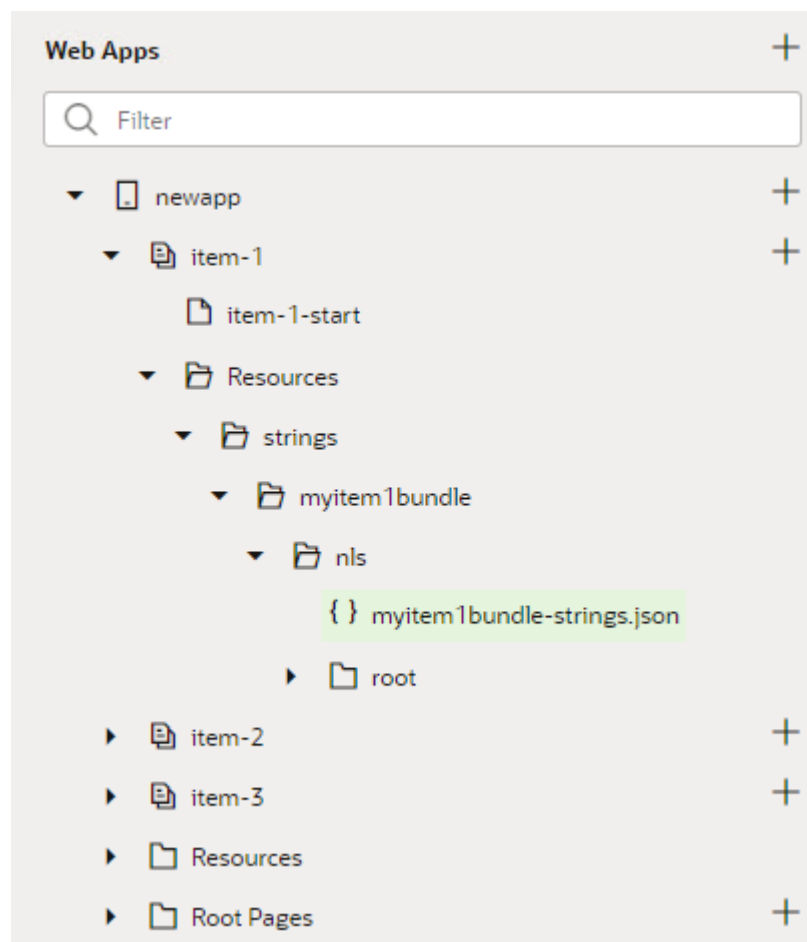 Web Apps
Filter
newapp
item-1
item-1-start
Resources
strings
myitem1bundle
nls
{ } myitem1bundle-strings.json
root
item-2
item-3
Resources
Root Pages